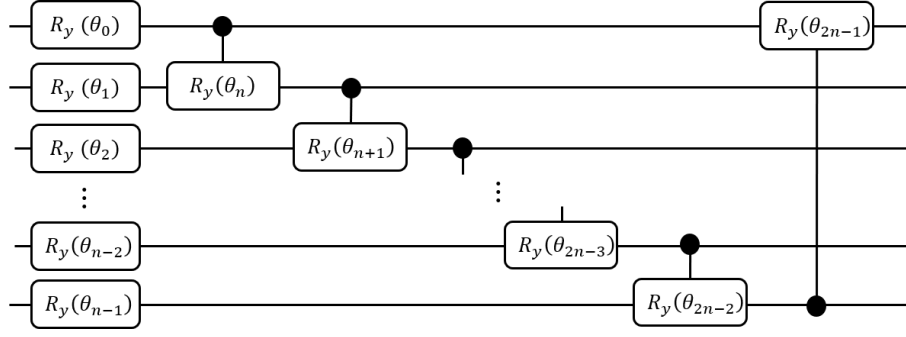 R_y (θ_0)
R_y(θ_{2n−1})
R_y (θ_1)
R_y(θ_n)
R_y (θ_2)
R_y(θ_{n+1})
⋮
⋮
R_y(θ_{n−2})
R_y(θ_{2n−3})
R_y(θ_{n−1})
R_y(θ_{2n−2})